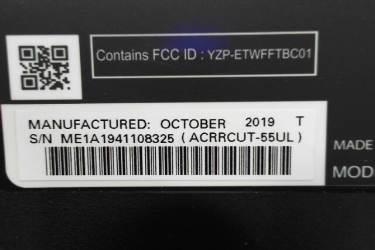 Contains FCC ID : YZP-ETWFFTBC01
MANUFACTURED: OCTOBER 2019 T
S/N ME1A1941108325 ( ACRRCUT-55UL )
MADE
MOD